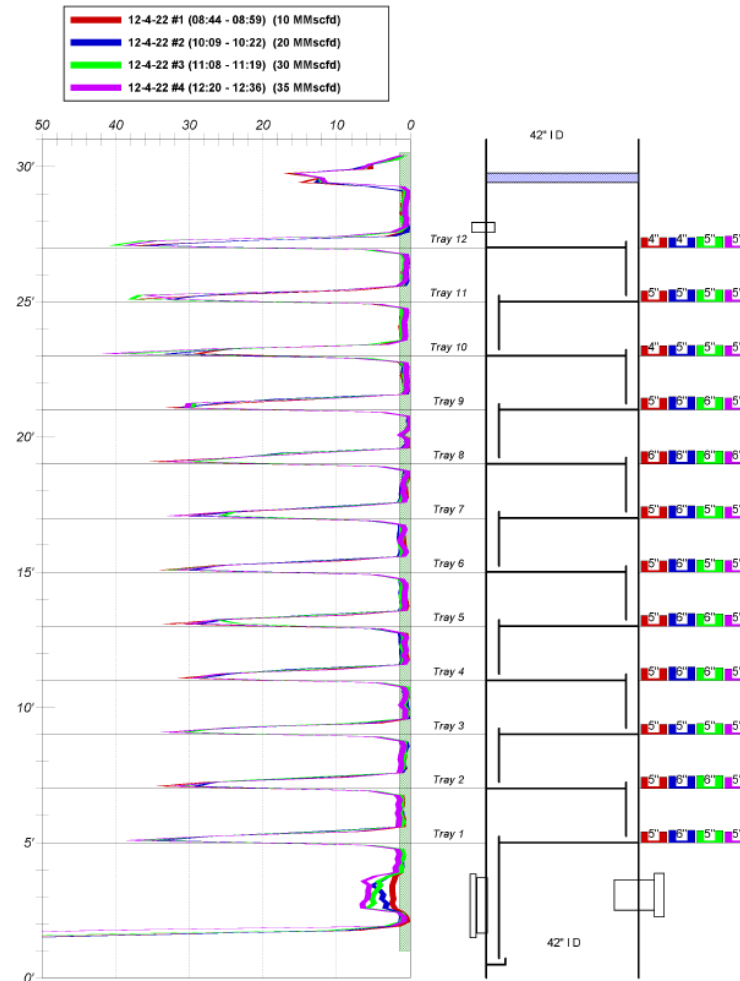 12-4-22 #1 (08:44 - 08:59) (10 MMscfd)
12-4-22 #2 (10:09 - 10:22) (20 MMscfd)
12-4-22 #3 (11:08 - 11:19) (30 MMscfd)
12-4-22 #4 (12:20 - 12:36) (35 MMscfd)
50 40 30 20 10 0
42" I D
30'
Tray 12 4" 4" 5" 5"
25' Tray 11 5" 5" 5" 5"
Tray 10 4" 5" 5" 5"
Tray 9 5" 6" 6" 5"
20'
Tray 8 6" 6" 6" 6"
Tray 7 5" 6" 5" 5"
15' Tray 6 5" 6" 5" 5"
Tray 5 5" 6" 6" 5"
Tray 4 5" 6" 6" 5"
10'
Tray 3 5" 6" 5" 5"
Tray 2 5" 6" 6" 5"
5' Tray 1 5" 6" 5" 5"
42" I D
0'